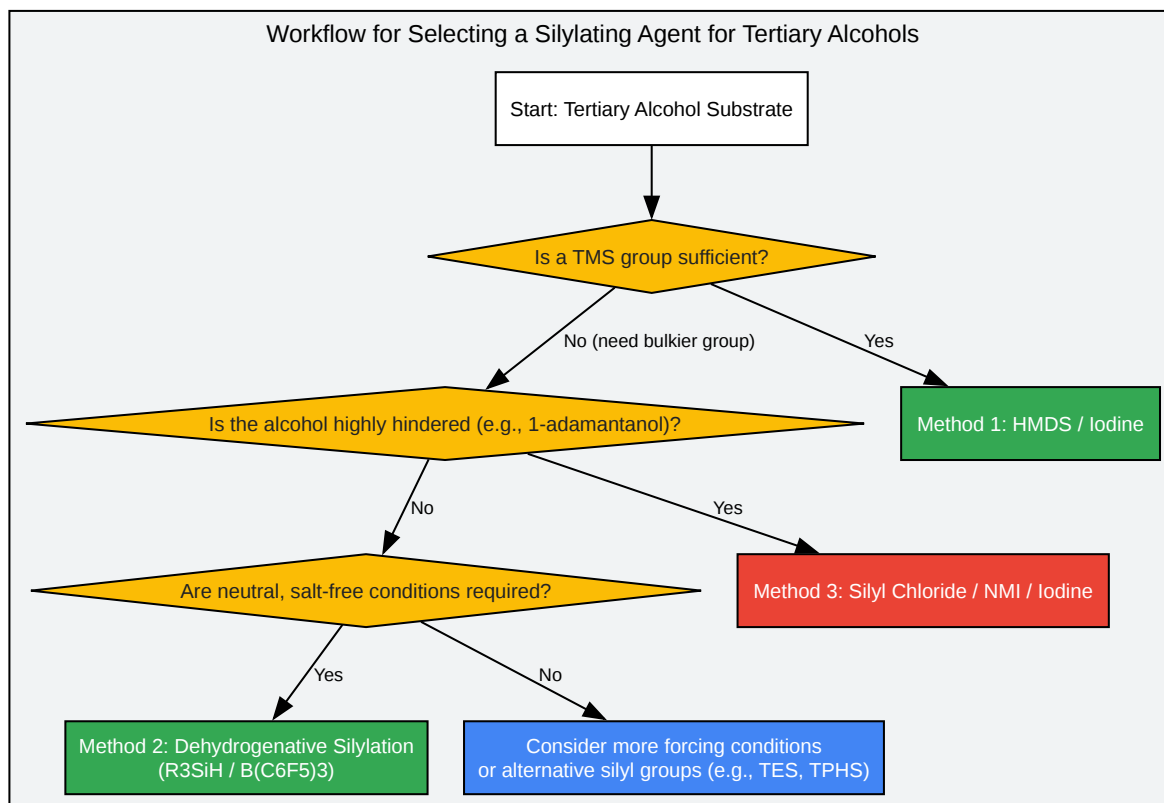 Workflow for Selecting a Silylating Agent for Tertiary Alcohols
Start: Tertiary Alcohol Substrate
Is a TMS group sufficient?
No (need bulkier group)
Yes
Is the alcohol highly hindered (e.g., 1-adamantanol)?
Method 1: HMDS / Iodine
No
Yes
Are neutral, salt-free conditions required?
Method 3: Silyl Chloride / NMI / Iodine
Yes
No
Method 2: Dehydrogenative Silylation
(R3SiH / B(C6F5)3)
Consider more forcing conditions
or alternative silyl groups (e.g., TES, TPHS)